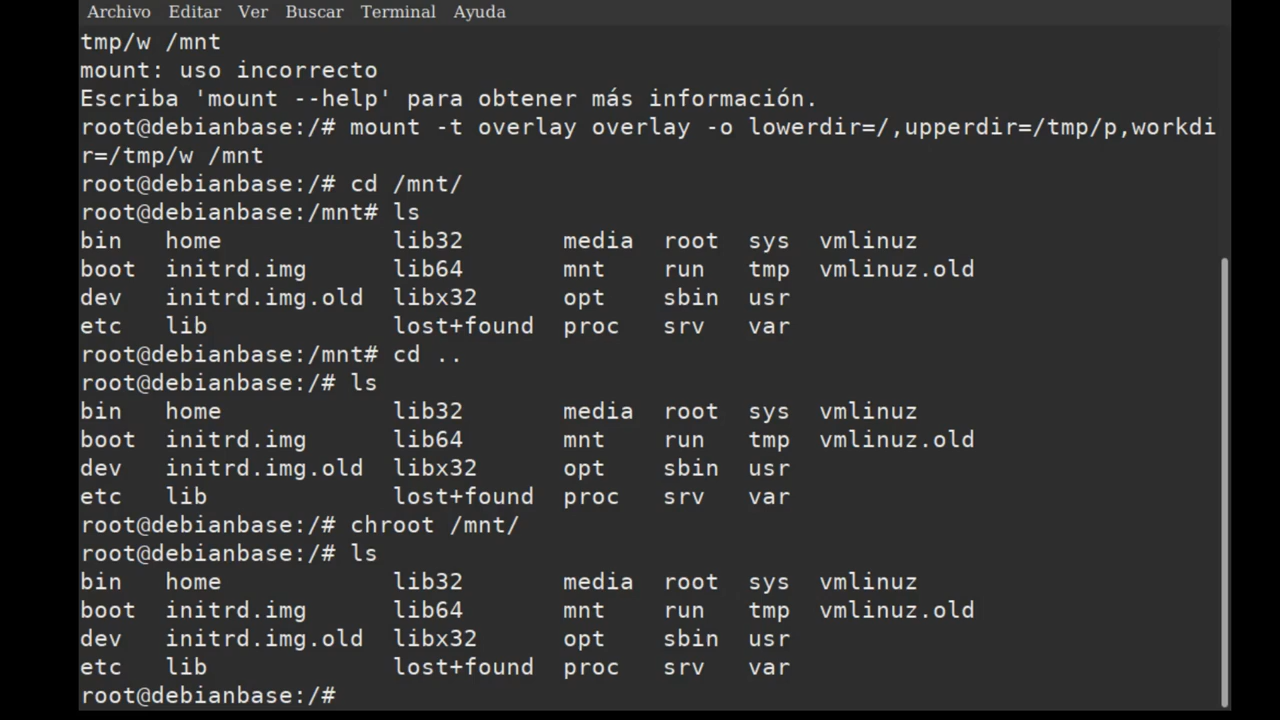 Archivo Editar Ver Buscar Terminal Ayuda
tmp/w /mnt
mount: uso incorrecto
Escriba 'mount --help' para obtener más información.
root@debianbase:/# mount -t overlay overlay -o lowerdir=/,upperdir=/tmp/p,workdi
r=/tmp/w /mnt
root@debianbase:/# cd /mnt/
root@debianbase:/mnt# ls
bin   home            lib32       media  root  sys  vmlinuz
boot  initrd.img      lib64       mnt    run   tmp  vmlinuz.old
dev   initrd.img.old  libx32      opt    sbin  usr
etc   lib             lost+found  proc   srv   var
root@debianbase:/mnt# cd ..
root@debianbase:/# ls
bin   home            lib32       media  root  sys  vmlinuz
boot  initrd.img      lib64       mnt    run   tmp  vmlinuz.old
dev   initrd.img.old  libx32      opt    sbin  usr
etc   lib             lost+found  proc   srv   var
root@debianbase:/# chroot /mnt/
root@debianbase:/# ls
bin   home            lib32       media  root  sys  vmlinuz
boot  initrd.img      lib64       mnt    run   tmp  vmlinuz.old
dev   initrd.img.old  libx32      opt    sbin  usr
etc   lib             lost+found  proc   srv   var
root@debianbase:/#